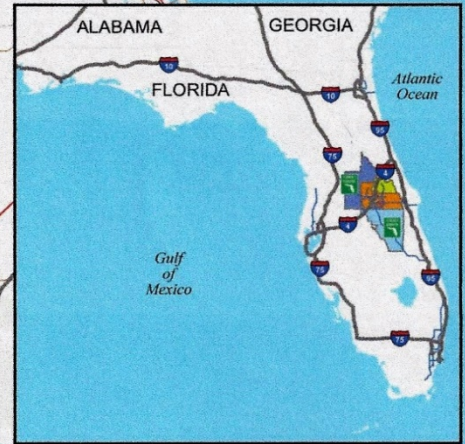 ALABAMA
GEORGIA
10
FLORIDA
10
Atlantic
Ocean
95
75
4
4
Gulf
of
Mexico
75
95
75